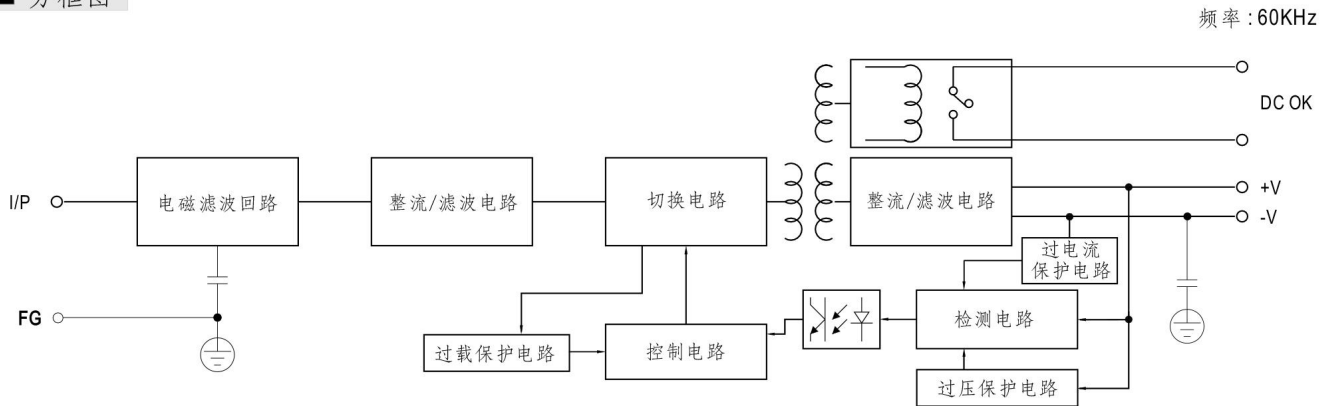 方框图
频率:60KHz
DC OK
I/P
电磁滤波回路
整流/滤波电路
切换电路
整流/滤波电路
+V
-V
过电流
保护电路
FG
过载保护电路
控制电路
检测电路
过压保护电路